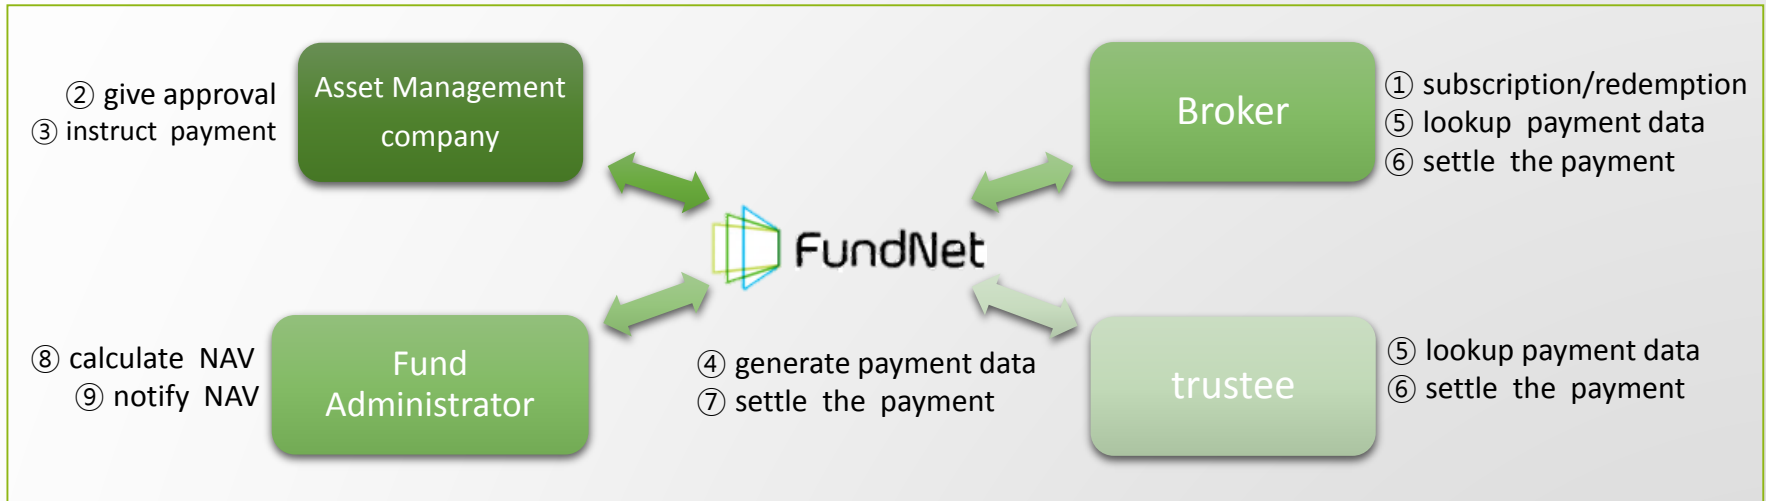 ② give approval
③ instruct payment
Asset Management
company
Broker
① subscription/redemption
⑤ lookup payment data
⑥ settle the payment
FundNet
⑧ calculate NAV
⑨ notify NAV
Fund
Administrator
④ generate payment data
⑦ settle the payment
trustee
⑤ lookup payment data
⑥ settle the payment